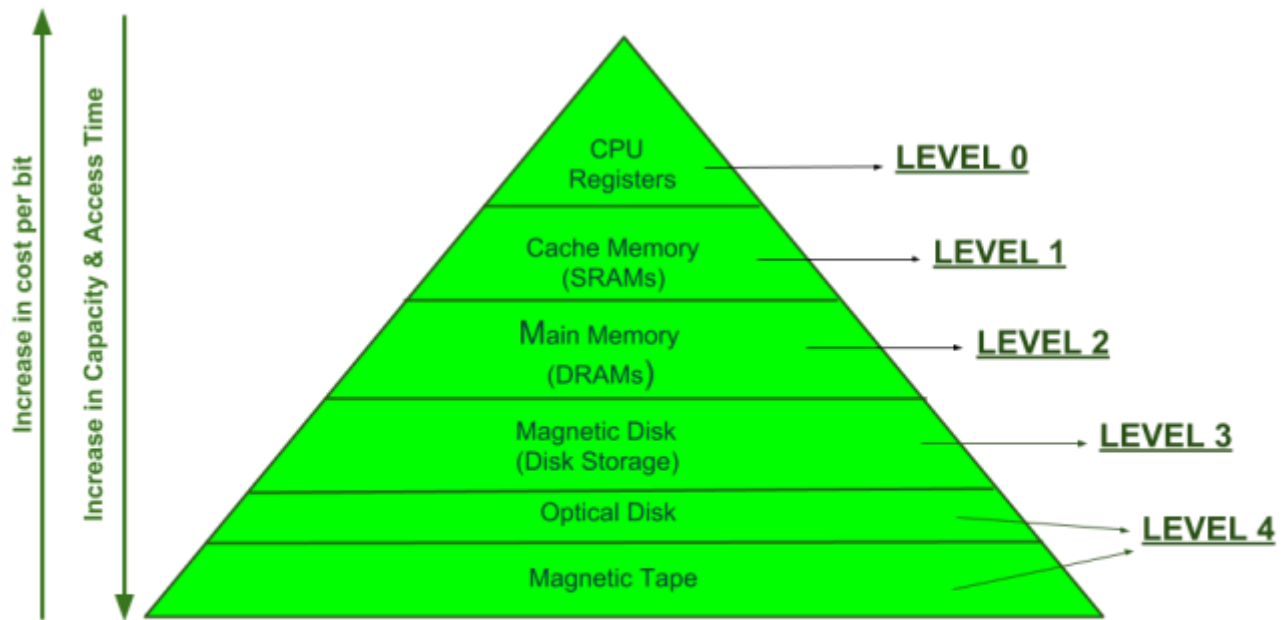 Increase in cost per bit
Increase in Capacity & Access Time
CPU
Registers
LEVEL 0
Cache Memory
(SRAMs)
LEVEL 1
Main Memory
(DRAMs)
LEVEL 2
Magnetic Disk
(Disk Storage)
LEVEL 3
Optical Disk
LEVEL 4
Magnetic Tape